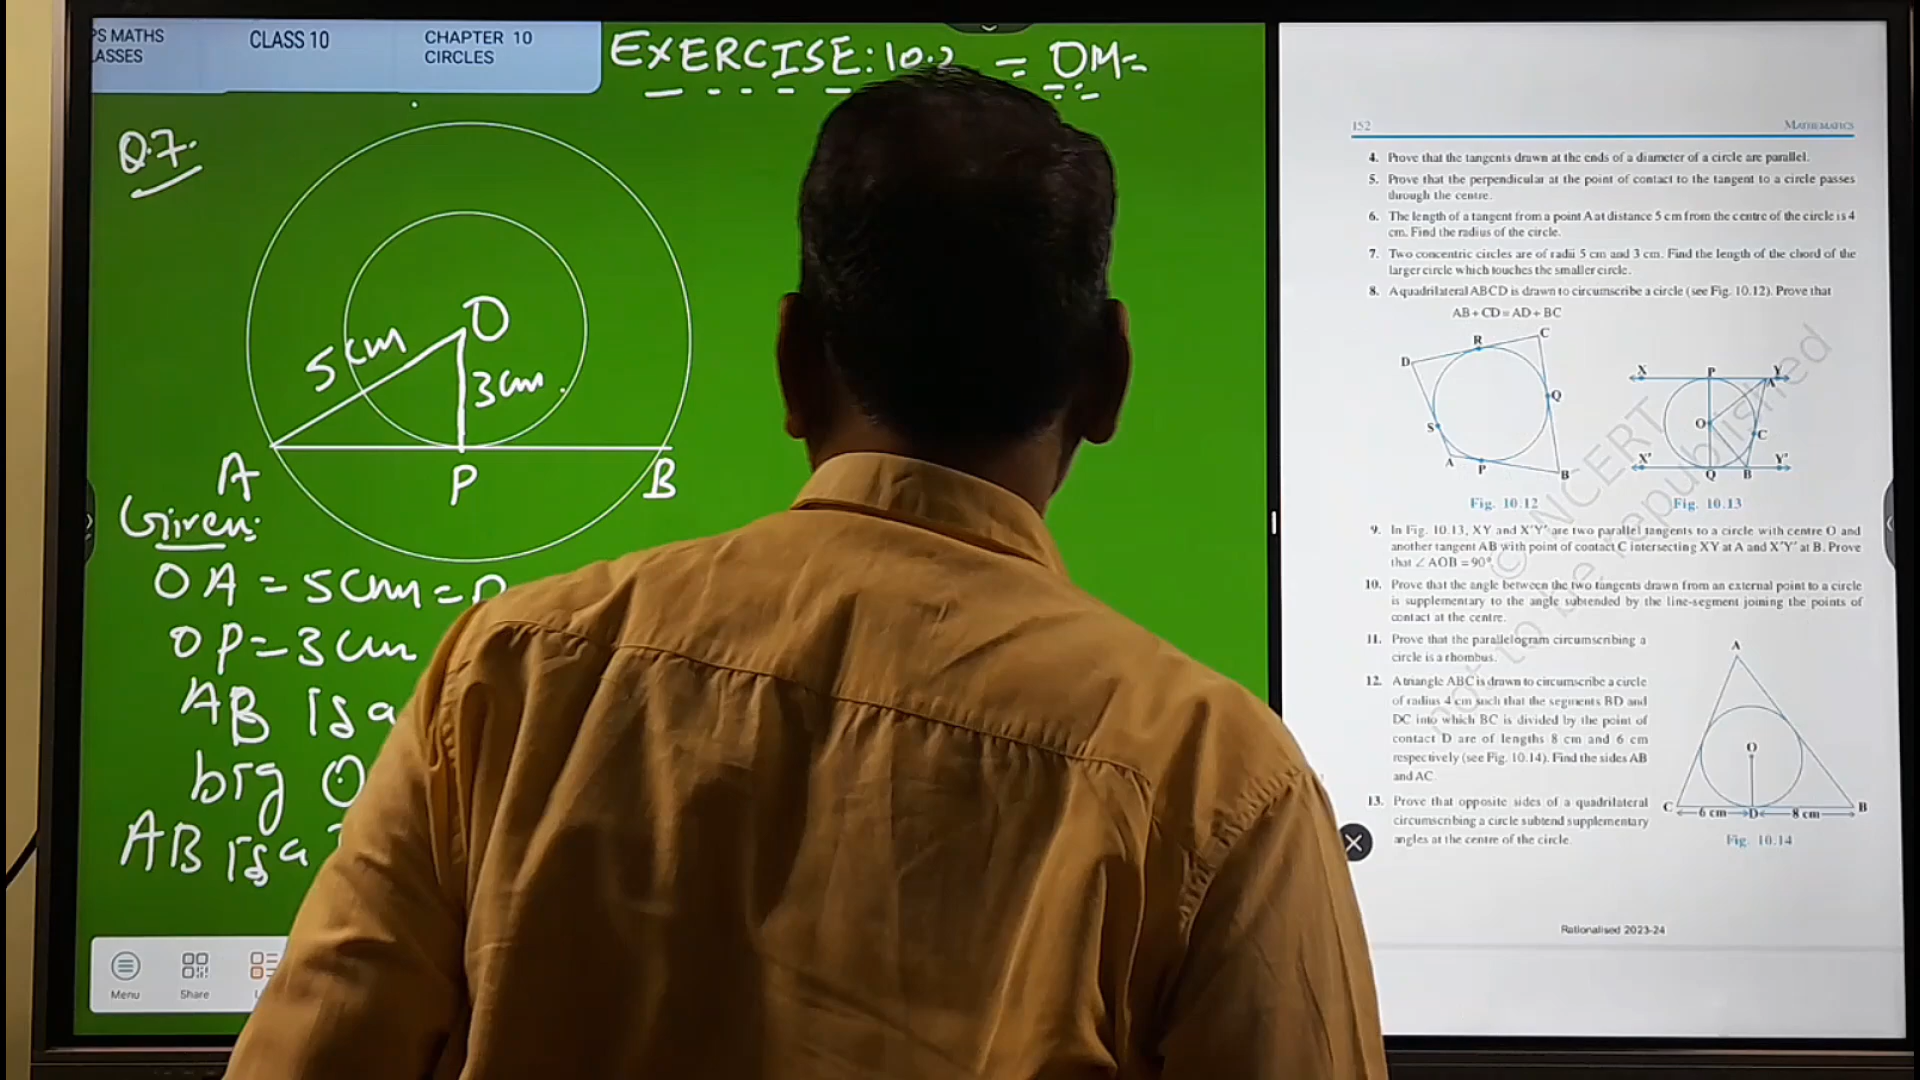 PS MATHS
ASSES
CLASS 10
CHAPTER 10
CIRCLES
EXERCISE: 10.2 = OM=
Q.7.
O
5cm
3cm.
A
P
B
Given:
OA = 5cm =
OP = 3cm
AB is a
big
AB is a
Menu
Share
152
MATHEMATICS
4. Prove that the tangents drawn at the ends of a diameter of a circle are parallel.
5. Prove that the perpendicular at the point of contact to the tangent to a circle passes
through the centre.
6. The length of a tangent from a point A at distance 5 cm from the centre of the circle is 4
cm. Find the radius of the circle.
7. Two concentric circles are of radii 5 cm and 3 cm. Find the length of the chord of the
larger circle which touches the smaller circle.
8. A quadrilateral ABCD is drawn to circumscribe a circle (see Fig. 10.12). Prove that
AB + CD = AD + BC
D
R
C
Q
S
A
P
B
Fig. 10.12
X
P
Y
A
O
C
X'
Q
B
Y'
Fig. 10.13
© NCERT
not to be republished
9. In Fig. 10.13, XY and X'Y' are two parallel tangents to a circle with centre O and
another tangent AB with point of contact C intersecting XY at A and X'Y' at B. Prove
that ∠ AOB = 90°.
10. Prove that the angle between the two tangents drawn from an external point to a circle
is supplementary to the angle subtended by the line-segment joining the points of
contact at the centre.
11. Prove that the parallelogram circumscribing a
circle is a rhombus.
12. A triangle ABC is drawn to circumscribe a circle
of radius 4 cm such that the segments BD and
DC into which BC is divided by the point of
contact D are of lengths 8 cm and 6 cm
respectively (see Fig. 10.14). Find the sides AB
and AC.
13. Prove that opposite sides of a quadrilateral
circumscribing a circle subtend supplementary
angles at the centre of the circle.
A
O
C
6 cm
D
8 cm
B
Fig. 10.14
Rationalised 2023-24